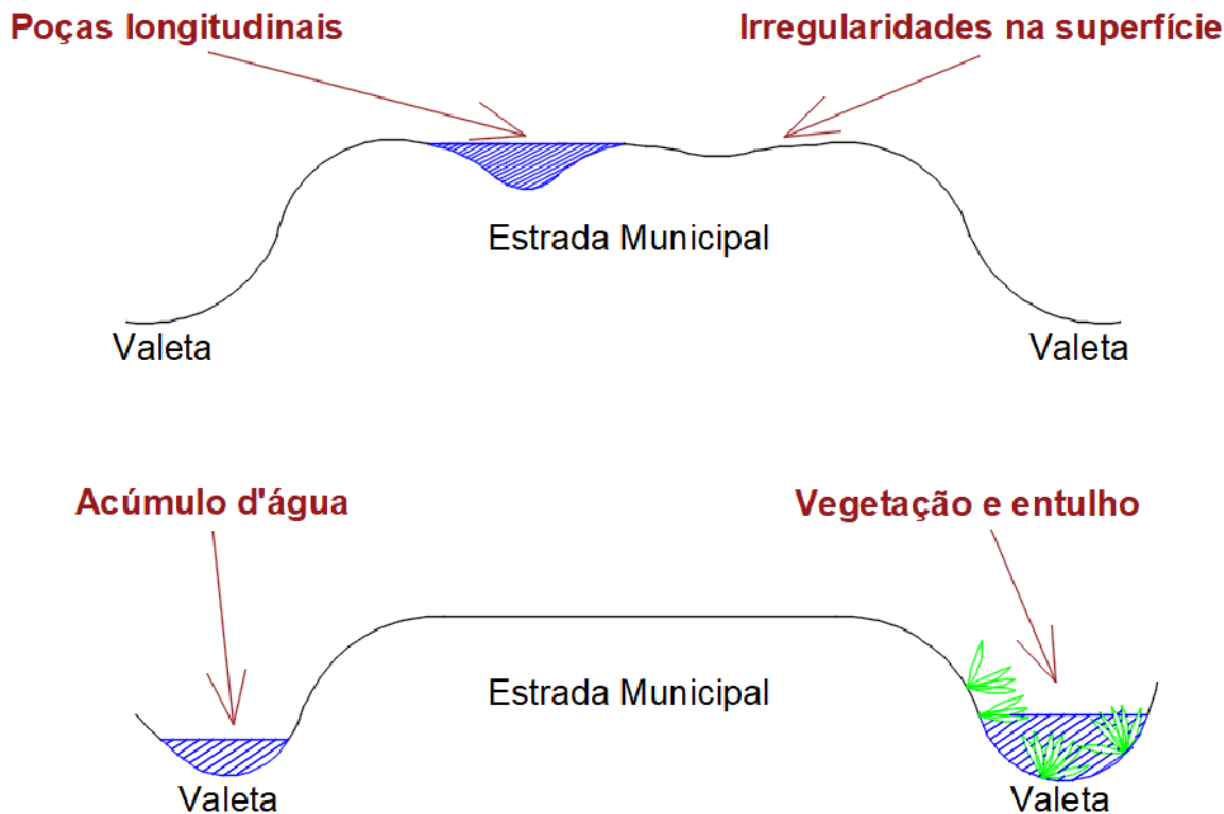 Poças longitudinais
Irregularidades na superfície
Estrada Municipal
Valeta
Valeta
Acúmulo d'água
Vegetação e entulho
Estrada Municipal
Valeta
Valeta